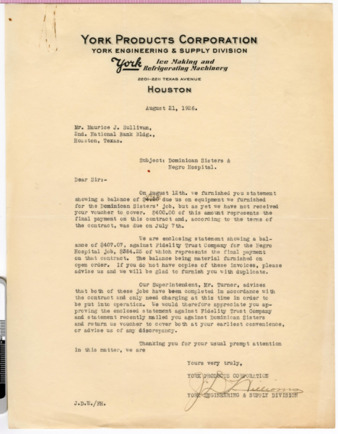 YORK PRODUCTS CORPORATION
YORK ENGINEERING & SUPPLY DIVISION
York Ice Making and
Refrigerating Machinery
2201-2211 TEXAS AVENUE
HOUSTON
August 21, 1926.
Mr. Maurice J. Sullivan,
2nd. National Bank Bldg.,
Houston, Texas.
Subject: Dominican Sisters &
Negro Hospital.
Dear Sir:-
On August 12th. we furnished you statement
showing a balance of due us on equipment we furnished
for the Dominican Sisters' Job, but as yet we have not received
your voucher to cover. $400.00 of this amount represents the
final payment on this contract and, according to the terms of
the contract, was due on July 7th.
We are enclosing statement showing a bal-
ance of $407.07, against Fidelity Trust Company for the Negro
Hospital Job, of which represents the final payment
on that contract. The balance being material furnished on
open order. If you do not have copies of these invoices, please
advise us and we will be glad to furnish you with duplicate.
Our Superintendent, Mr. Turner, advises
that both of these jobs have been completed in accordance with
the contract and only need charging at this time in order to
be put into operation. We would therefore appreciate you ap-
proving the enclosed statement against Fidelity Trust Company
and statement recently mailed you against Dominican Sisters
and return us voucher to cover both at your earliest convenience,
or advise us of any discrepancy.
Thanking you for your usual prompt attention
in this matter, we are
Yours very truly,
YORK PRODUCTS CORPORATION
YORK ENGINEERING & SUPPLY DIVISION